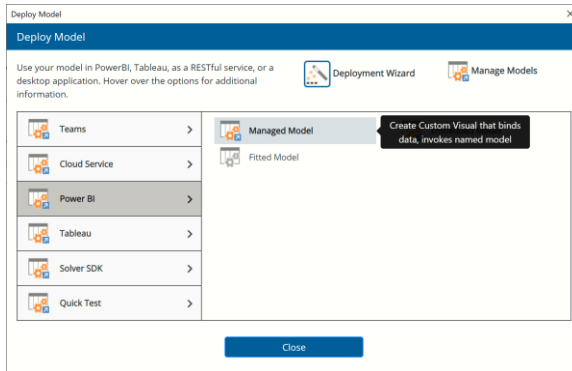 Deploy Model
Deploy Model
Use your model in PowerBI, Tableau, as a RESTful service, or a
desktop application. Hover over the options for additional
information.
Deployment Wizard
Manage Models
Teams
Cloud Service
Power BI
Tableau
Solver SDK
Quick Test
Managed Model
Fitted Model
Create Custom Visual that binds
data, invokes named model
Close